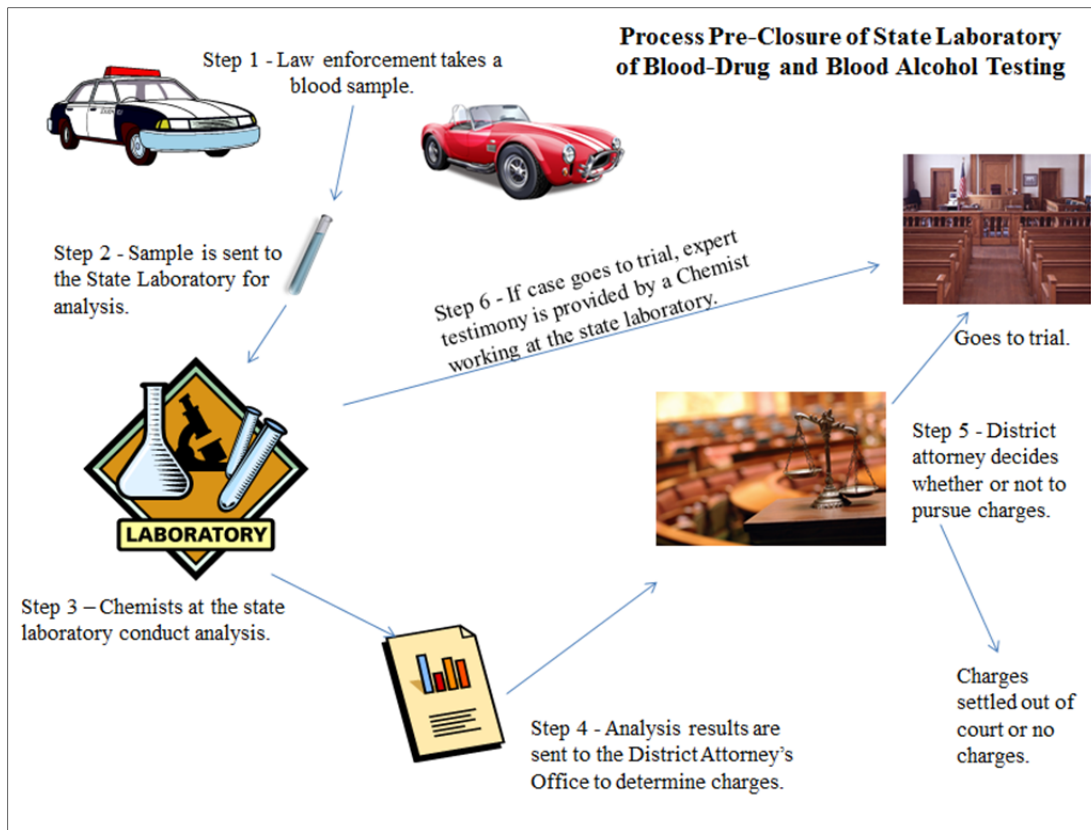 Process Pre-Closure of State Laboratory
of Blood-Drug and Blood Alcohol Testing
Step 1 - Law enforcement takes a
blood sample.
Step 2 - Sample is sent to
the State Laboratory for
analysis.
LABORATORY
Step 3 – Chemists at the state
laboratory conduct analysis.
Step 4 - Analysis results are
sent to the District Attorney’s
Office to determine charges.
Step 5 - District
attorney decides
whether or not to
pursue charges.
Step 6 - If case goes to trial, expert
testimony is provided by a Chemist
working at the state laboratory.
Goes to trial.
Charges
settled out of
court or no
charges.